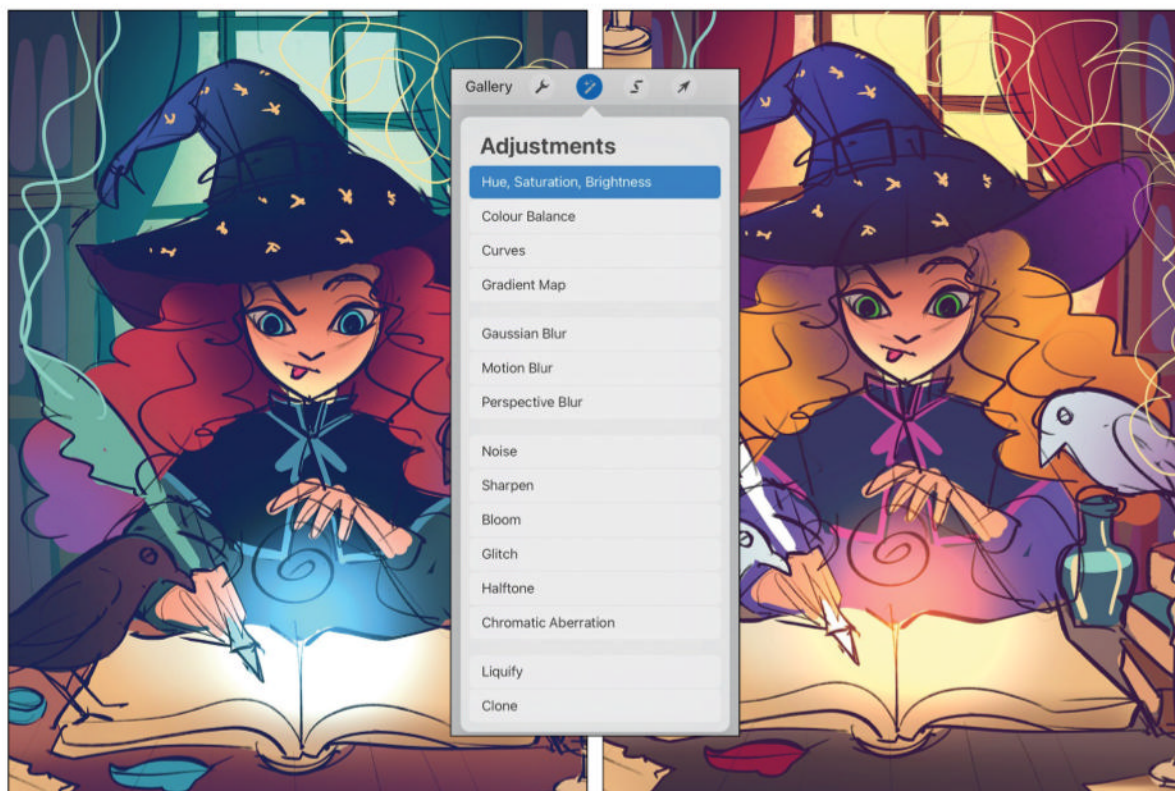 Gallery
Adjustments
Hue, Saturation, Brightness
Colour Balance
Curves
Gradient Map
Gaussian Blur
Motion Blur
Perspective Blur
Noise
Sharpen
Bloom
Glitch
Halftone
Chromatic Aberration
Liquify
Clone